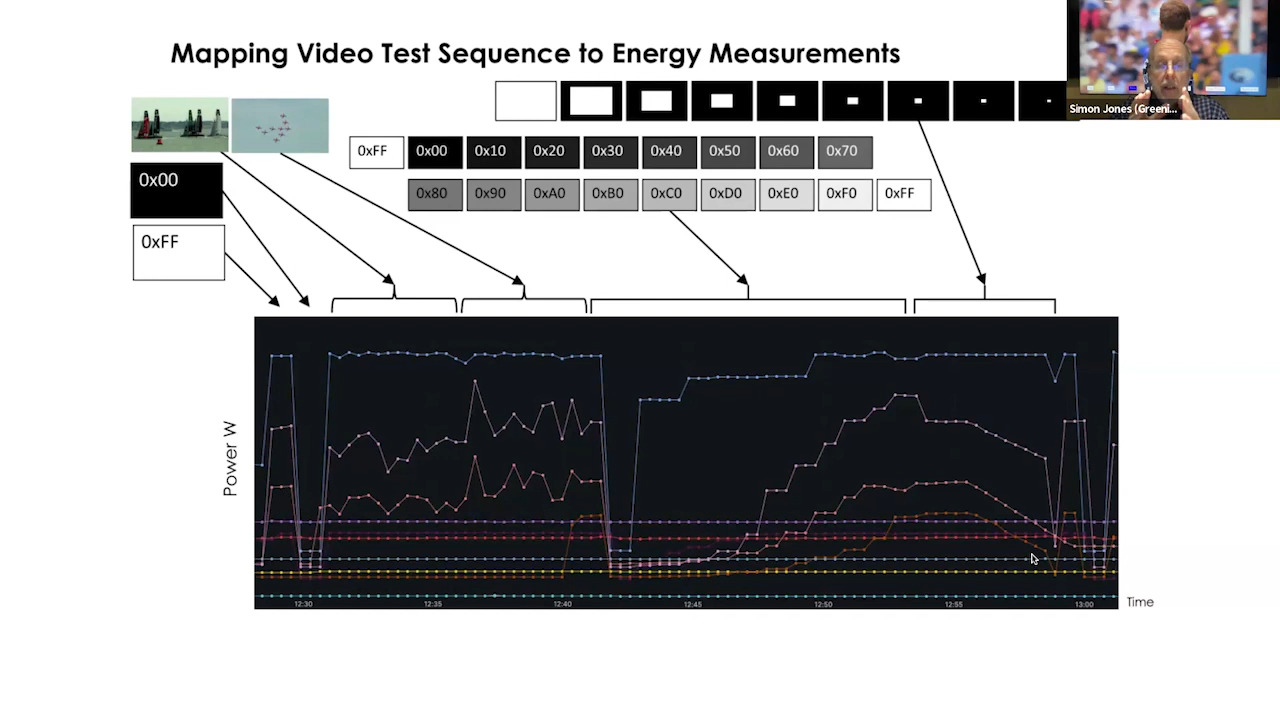 Mapping Video Test Sequence to Energy Measurements
Simon Jones (Greeni...
0xFF 0x00 0x10 0x20 0x30 0x40 0x50 0x60 0x70
0x00
0x80 0x90 0xA0 0xB0 0xC0 0xD0 0xE0 0xF0 0xFF
0xFF
Power W
12:30 12:35 12:40 12:45 12:50 12:55 13:00
Time